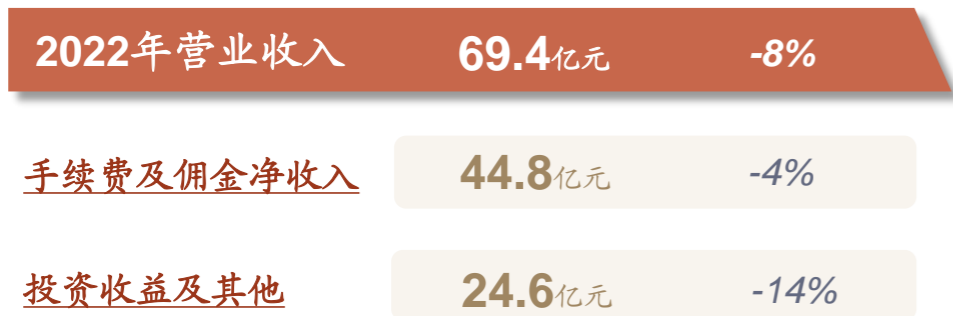 2022年营业收入 69.4亿元 -8%
手续费及佣金净收入 44.8亿元 -4%
投资收益及其他 24.6亿元 -14%